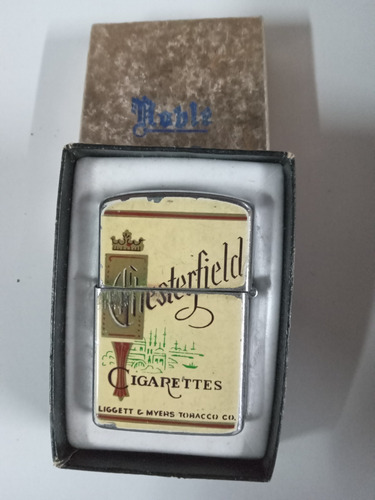 Noble
Chesterfield
CIGARETTES
LIGGETT & MYERS TOBACCO CO.